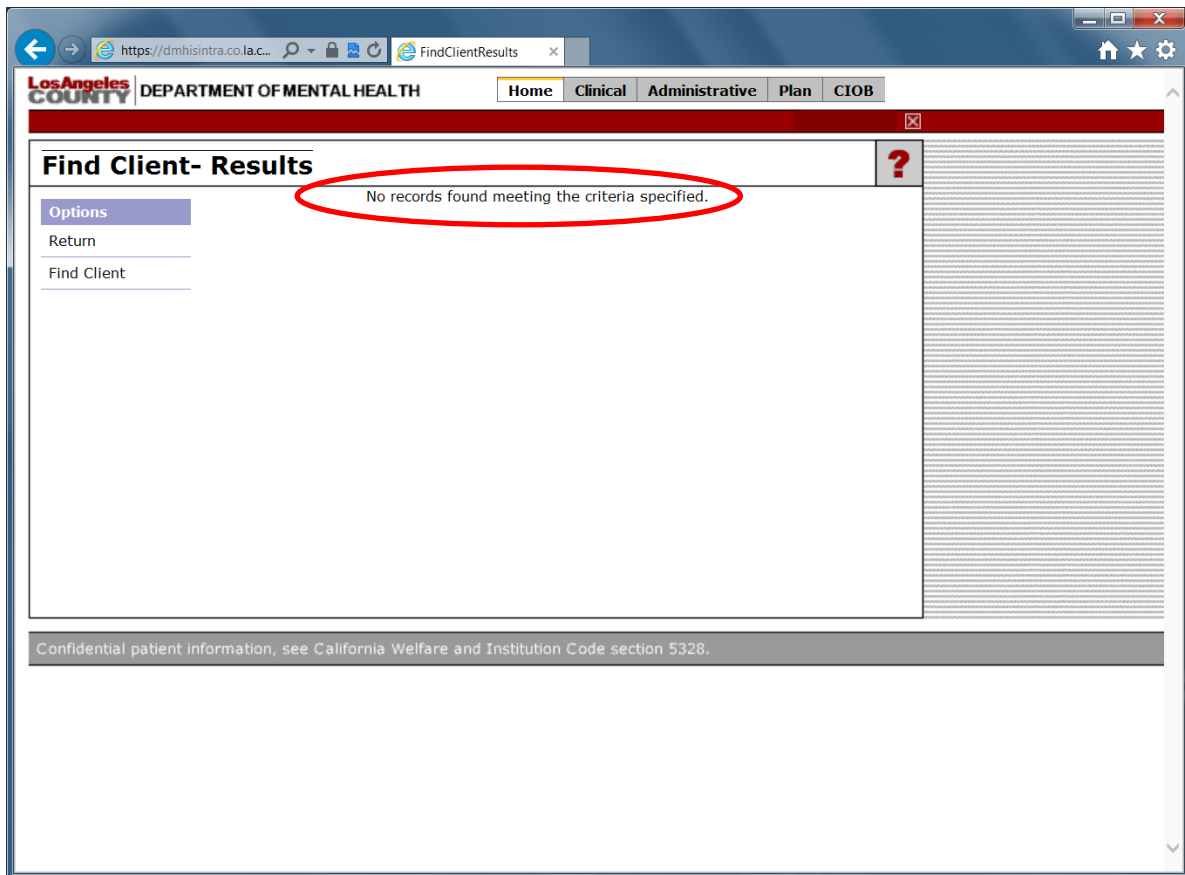 https://dmhisintra.co.la.c...
FindClientResults
Los Angeles
COUNTY
DEPARTMENT OF MENTAL HEALTH
Home
Clinical
Administrative
Plan
CIOB
Find Client- Results
?
No records found meeting the criteria specified.
Options
Return
Find Client
Confidential patient information, see California Welfare and Institution Code section 5328.